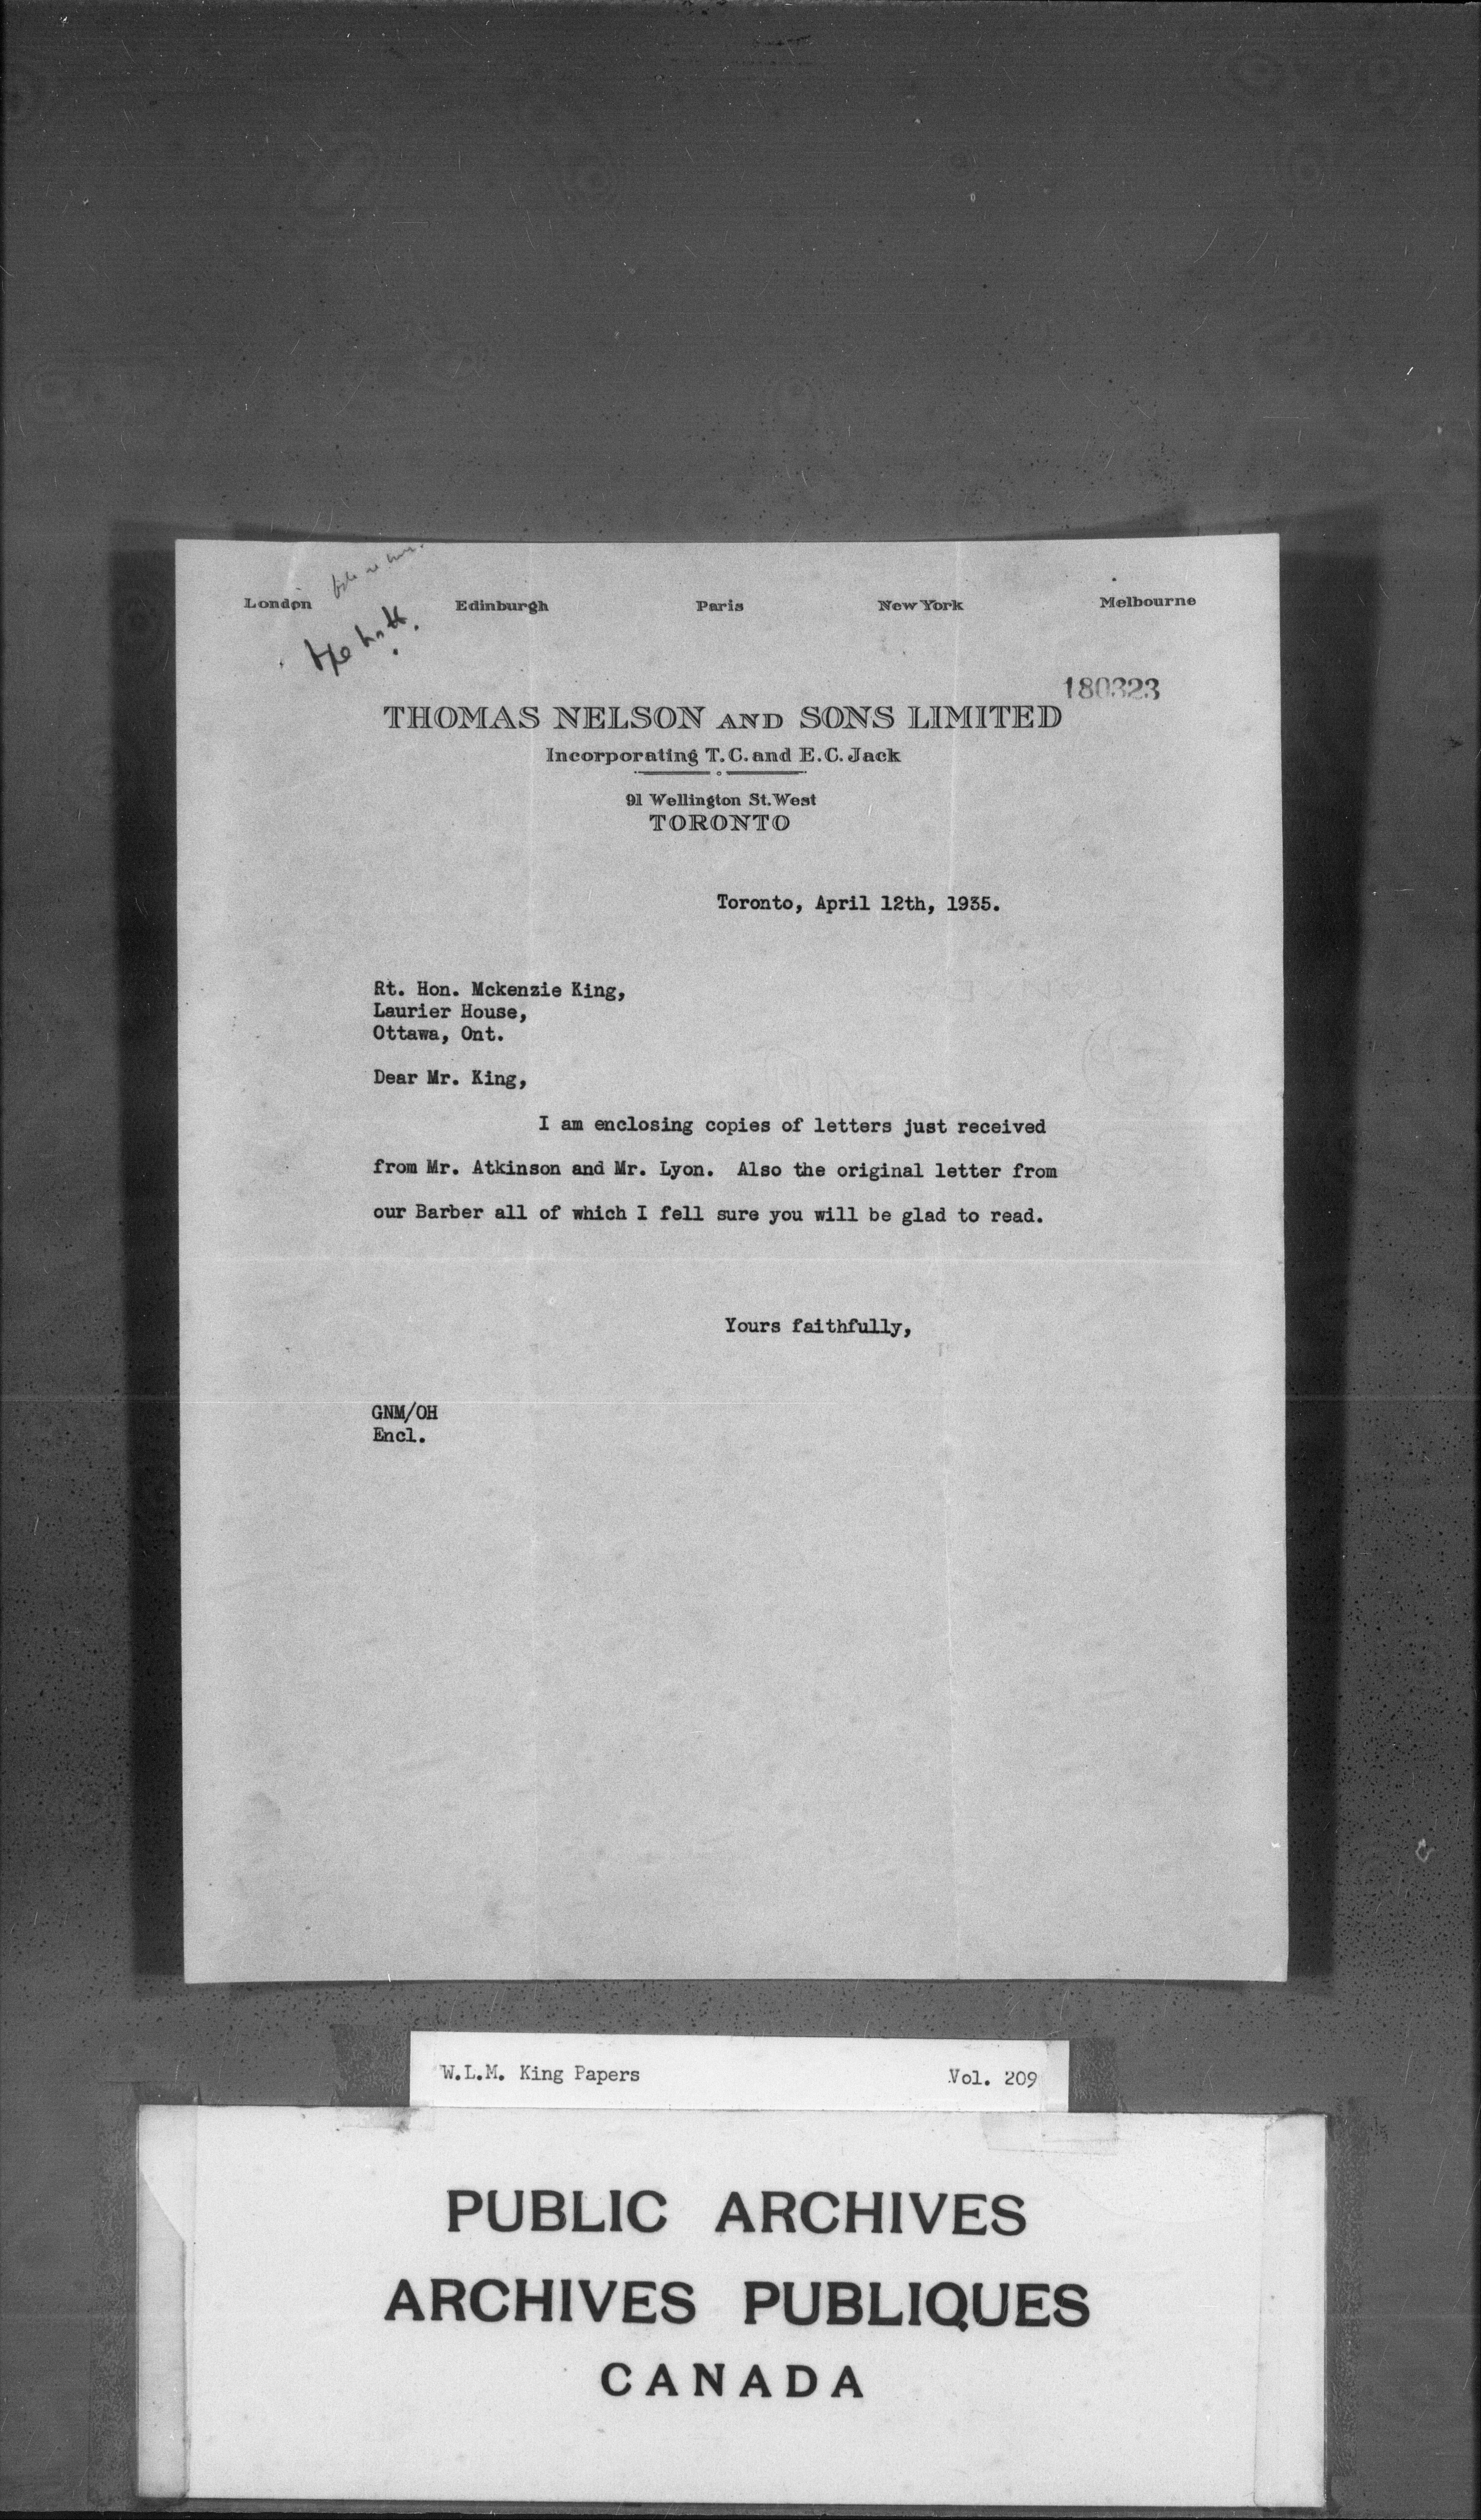 London Edinburgh Paris New York Melbourne
180323
THOMAS NELSON AND SONS LIMITED
Incorporating T. C. and E. C. Jack
91 Wellington St. West
TORONTO
Toronto, April 12th, 1935.
Rt. Hon. Mckenzie King,
Laurier House,
Ottawa, Ont.
Dear Mr. King,
I am enclosing copies of letters just received
from Mr. Atkinson and Mr. Lyon. Also the original letter from
our Barber all of which I fell sure you will be glad to read.
Yours faithfully,
GNM/OH
Encl.
W.L.M. King Papers Vol. 209
PUBLIC ARCHIVES
ARCHIVES PUBLIQUES
CANADA